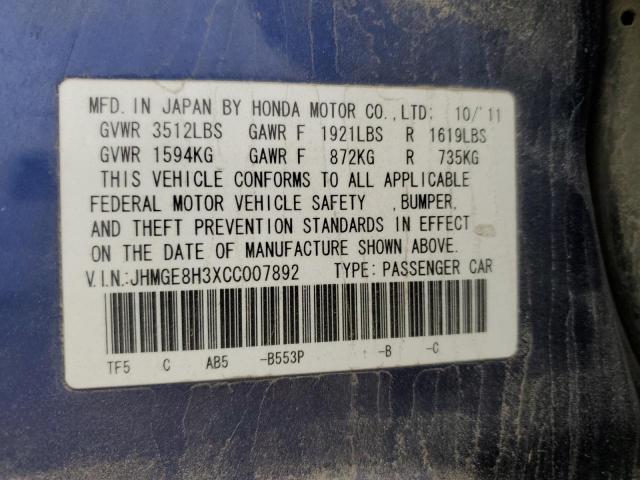 MFD. IN JAPAN BY HONDA MOTOR CO.,LTD: 10/'11
GVWR 3512LBS GAWR F 1921LBS R 1619LBS
GVWR 1594KG GAWR F 872KG R 735KG
THIS VEHICLE CONFORMS TO ALL APPLICABLE
FEDERAL MOTOR VEHICLE SAFETY ,BUMPER,
AND THEFT PREVENTION STANDARDS IN EFFECT
ON THE DATE OF MANUFACTURE SHOWN ABOVE.
V.I.N.:JHMGE8H3XCC007892 TYPE: PASSENGER CAR
TF5 C AB5 -B553P -B -C